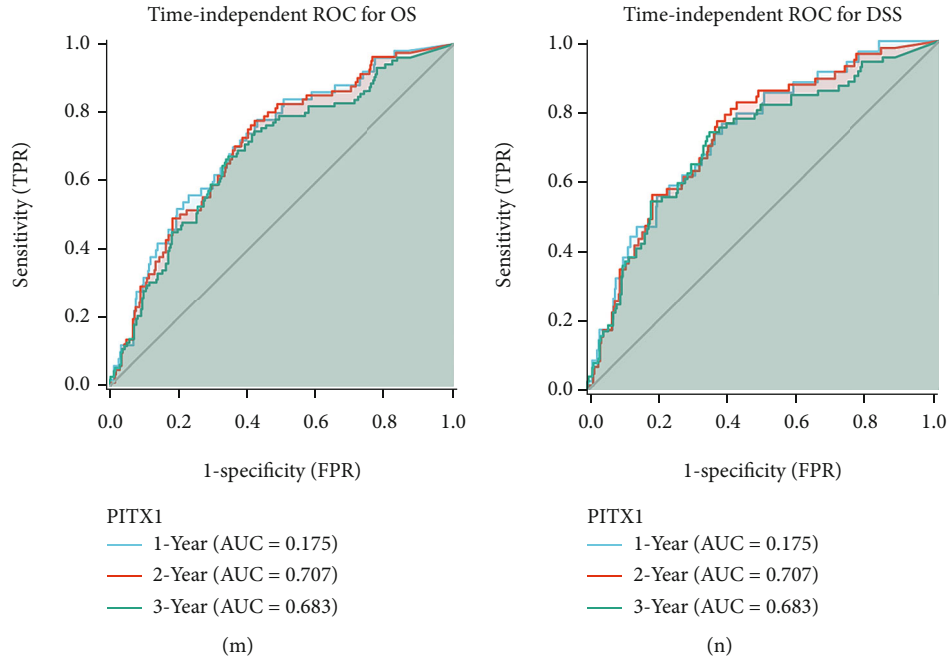 Time-independent ROC for OS
1.0
0.8
0.6
0.4
0.2
0.0
Sensitivity (TPR)
0.0 0.2 0.4 0.6 0.8 1.0
1-specificity (FPR)
PITX1
1-Year (AUC = 0.175)
2-Year (AUC = 0.707)
3-Year (AUC = 0.683)
(m)
Time-independent ROC for DSS
1.0
0.8
0.6
0.4
0.2
0.0
Sensitivity (TPR)
0.0 0.2 0.4 0.6 0.8 1.0
1-specificity (FPR)
PITX1
1-Year (AUC = 0.175)
2-Year (AUC = 0.707)
3-Year (AUC = 0.683)
(n)